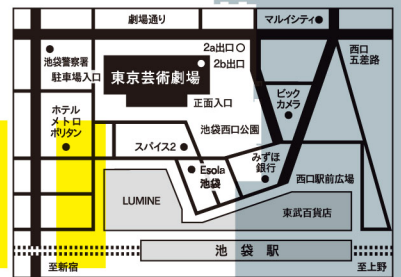 劇場通り
マルイシティ
2a出口
2b出口
西口
五差路
池袋警察署
駐車場入口
東京芸術劇場
正面入口
ビック
カメラ
ホテル
メトロ
ポリタン
池袋西口公園
スパイス2
みずほ
銀行
Esola
池袋
西口駅前広場
LUMINE
東武百貨店
池袋駅
至新宿
至上野